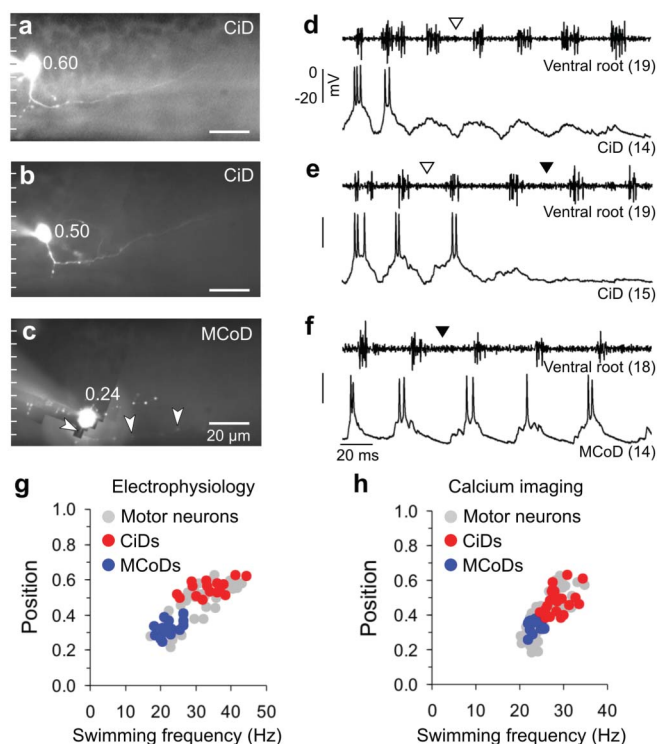 a
CiD
0.60
b
CiD
0.50
c
MCoD
0.24
20 µm
d
Ventral root (19)
0
-20
mV
CiD (14)
e
Ventral root (19)
CiD (15)
f
Ventral root (18)
20 ms
MCoD (14)
g
Electrophysiology
Motor neurons
CiDs
MCoDs
1.0
0.8
0.6
0.4
0.2
0.0
Position
0 10 20 30 40 50
Swimming frequency (Hz)
h
Calcium imaging
Motor neurons
CiDs
MCoDs
1.0
0.8
0.6
0.4
0.2
0.0
Position
0 10 20 30 40
Swimming frequency (Hz)